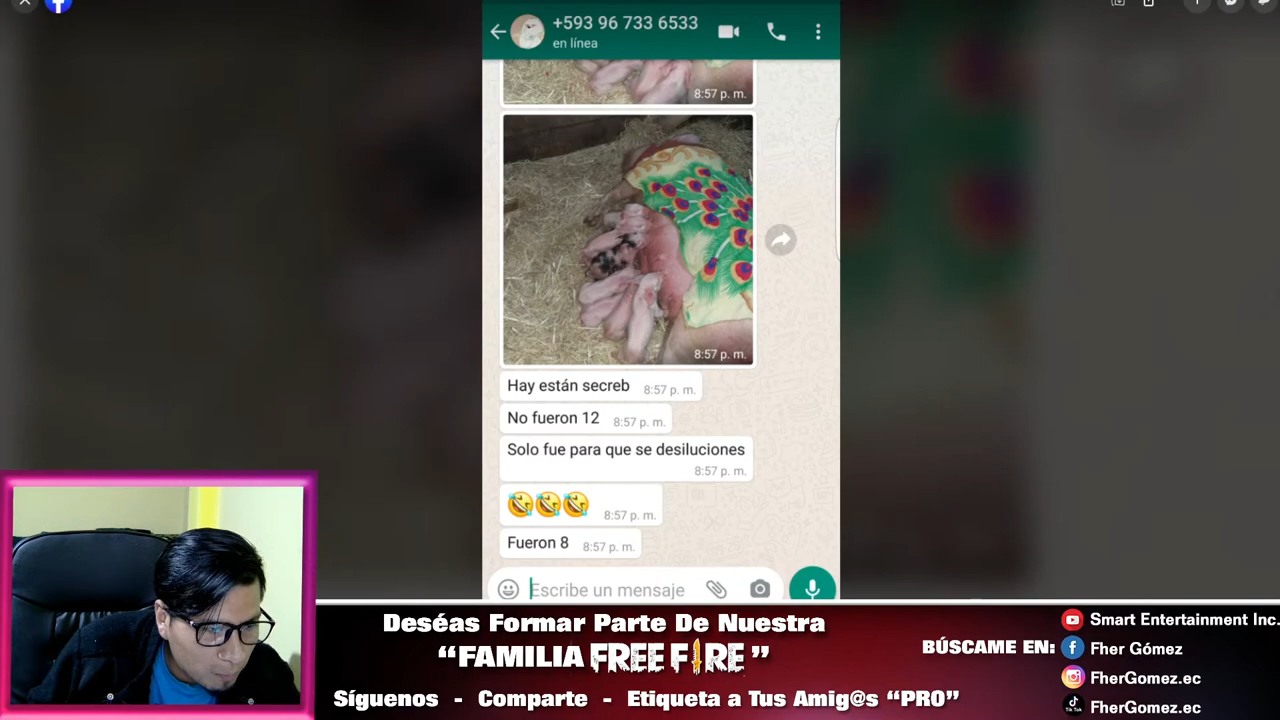 +593 96 733 6533
en línea
8:57 p. m.
8:57 p. m.
Hay están secreb 8:57 p. m.
No fueron 12 8:57 p. m.
Solo fue para que se desiluciones
8:57 p. m.
8:57 p. m.
Fueron 8 8:57 p. m.
Escribe un mensaje
Deséas Formar Parte De Nuestra
“FAMILIA FREE FIRE”
Síguenos - Comparte - Etiqueta a Tus Amig@s “PRO”
BÚSCAME EN:
Smart Entertainment Inc.
Fher Gómez
FherGomez.ec
Tik Tok
FherGomez.ec